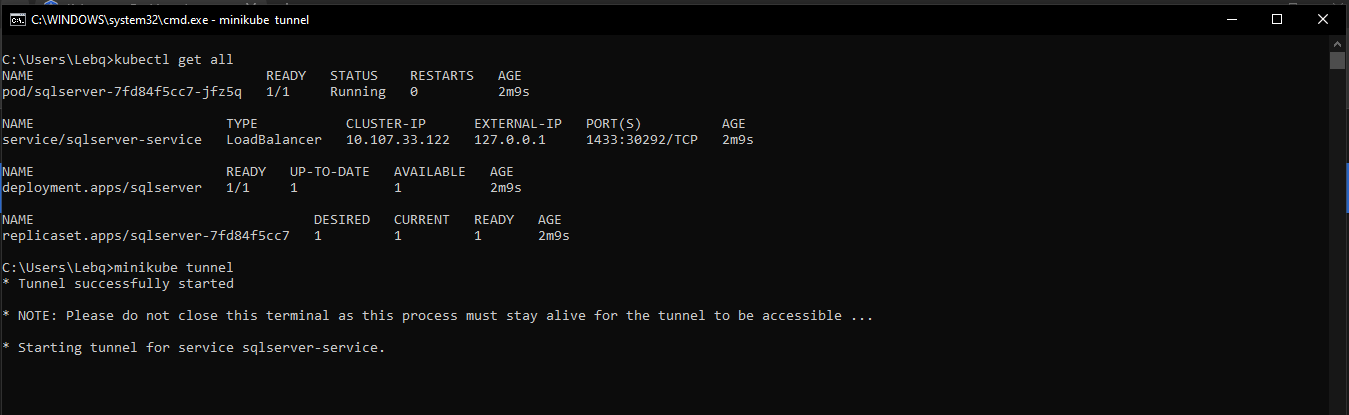 C:\WINDOWS\system32\cmd.exe - minikube tunnel
C:\Users\Lebq>kubectl get all
NAME READY STATUS RESTARTS AGE
pod/sqlserver-7fd84f5cc7-jfz5q 1/1 Running 0 2m9s
NAME TYPE CLUSTER-IP EXTERNAL-IP PORT(S) AGE
service/sqlserver-service LoadBalancer 10.107.33.122 127.0.0.1 1433:30292/TCP 2m9s
NAME READY UP-TO-DATE AVAILABLE AGE
deployment.apps/sqlserver 1/1 1 1 2m9s
NAME DESIRED CURRENT READY AGE
replicaset.apps/sqlserver-7fd84f5cc7 1 1 1 2m9s
C:\Users\Lebq>minikube tunnel
* Tunnel successfully started
* NOTE: Please do not close this terminal as this process must stay alive for the tunnel to be accessible ...
* Starting tunnel for service sqlserver-service.